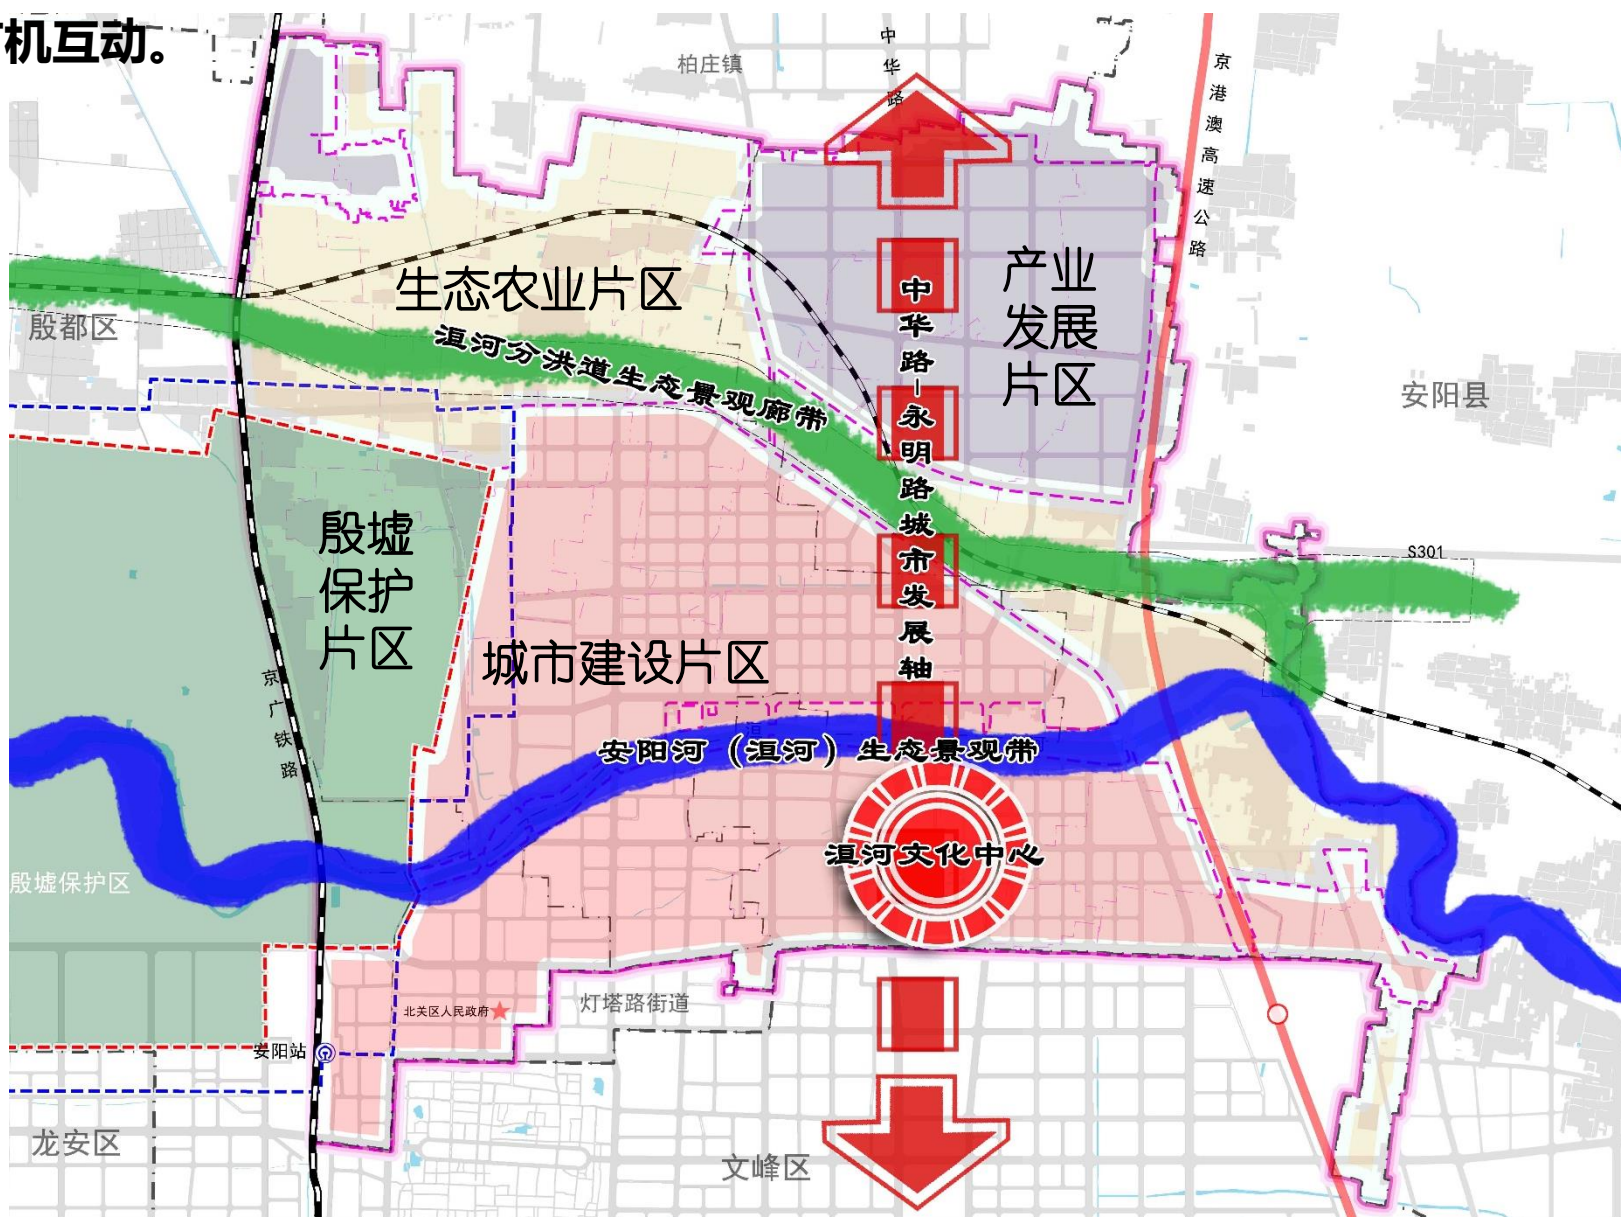 机互动。
柏庄镇
中华路
京港澳高速公路
生态农业片区
产业
发展
片区
殷都区
洹河分洪道生态景观廊带
中华路-永明路城市发展轴
安阳县
殷墟
保护
片区
S301
城市建设片区
京广铁路
安阳河（洹河）生态景观带
洹河文化中心
殷墟保护区
北关区人民政府
灯塔路街道
安阳站
龙安区
文峰区